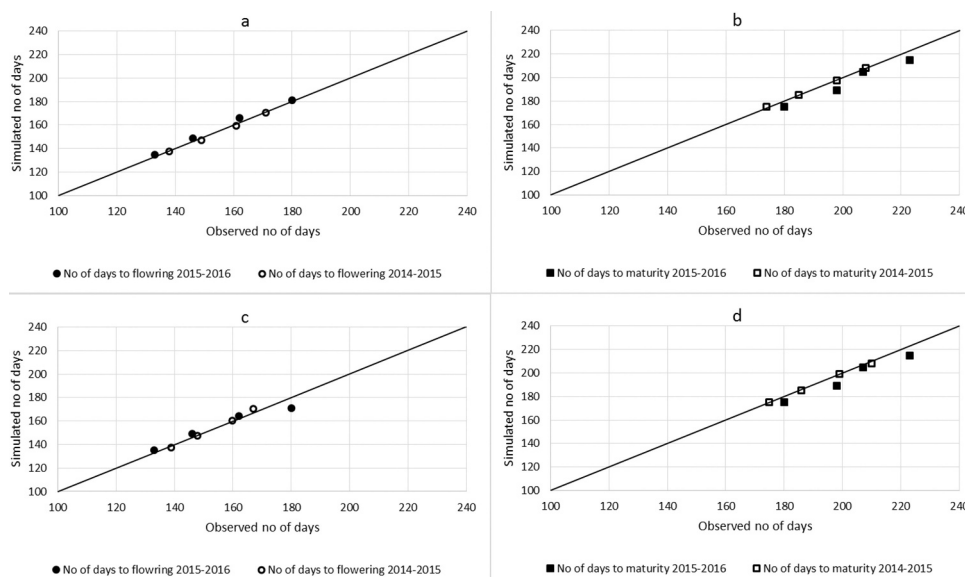 a
240
220
200
180
160
140
120
100
Simulated no of days
100 120 140 160 180 200 220 240
Observed no of days
No of days to flowring 2015-2016 No of days to flowering 2014-2015
b
240
220
200
180
160
140
120
100
Simulated no of days
100 120 140 160 180 200 220 240
Observed no of days
No of days to maturity 2015-2016 No of days to maturity 2014-2015
c
240
220
200
180
160
140
120
100
Simulated no of days
100 120 140 160 180 200 220 240
Observed no of days
No of days to flowering 2015-2016 No of days to flowering 2014-2015
d
240
220
200
180
160
140
120
100
Simulated no of days
100 120 140 160 180 200 220 240
Observed no of days
No of days to maturity 2015-2016 No of days to maturity 2014-2015